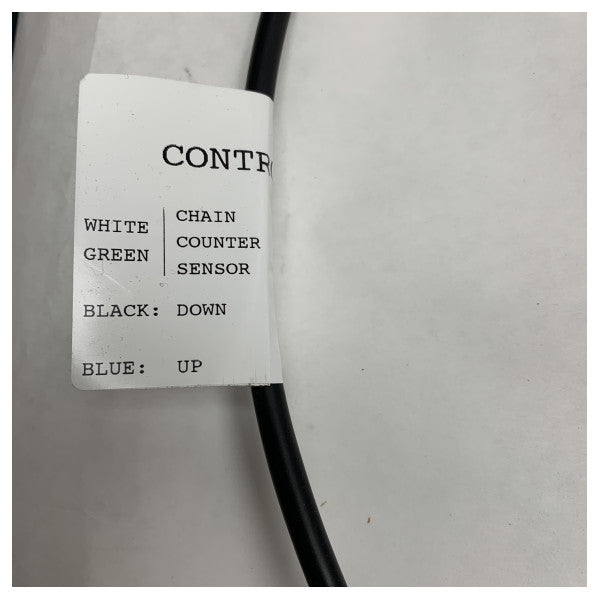 CONTR
WHITE
GREEN
CHAIN
COUNTER
SENSOR
BLACK: DOWN
BLUE: UP